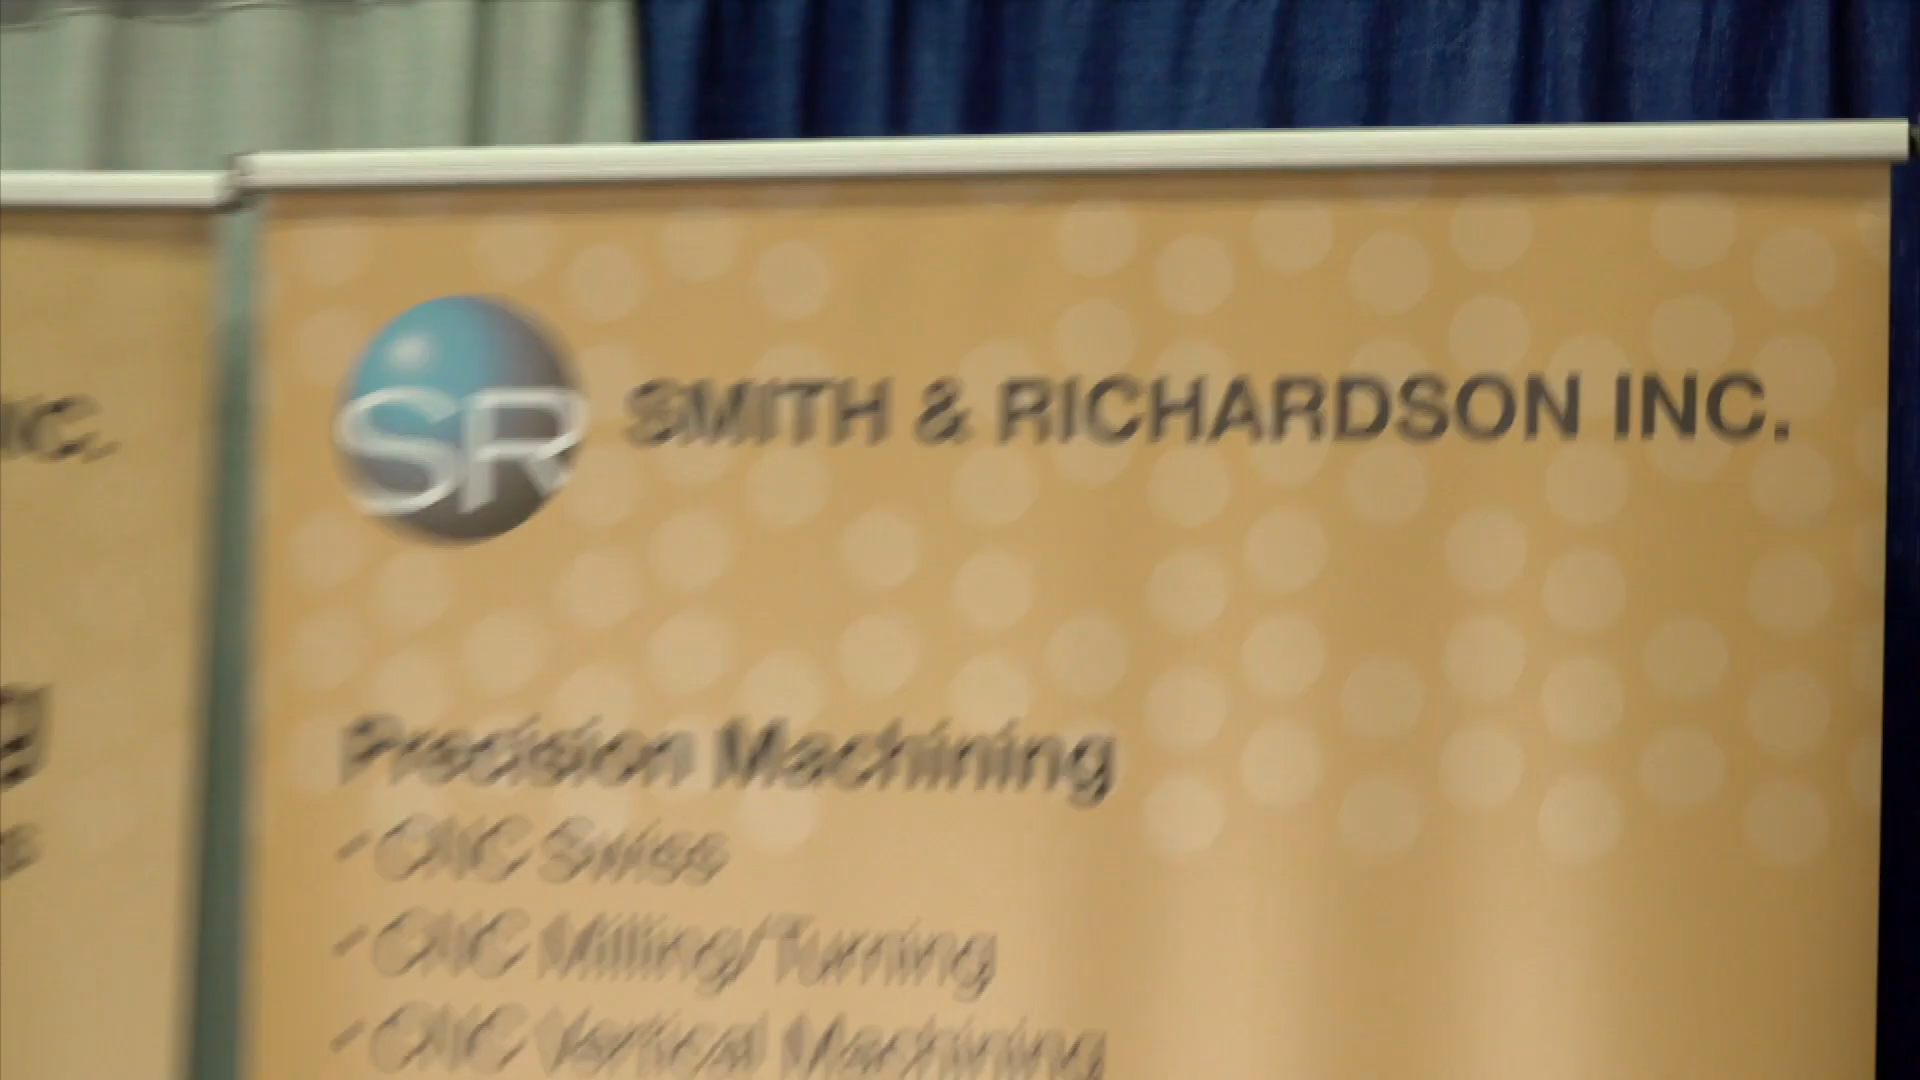 SR SMITH & RICHARDSON INC.
Precision Machining
✓CNC Swiss
✓CNC Milling/Turning
✓CNC Vertical Machining